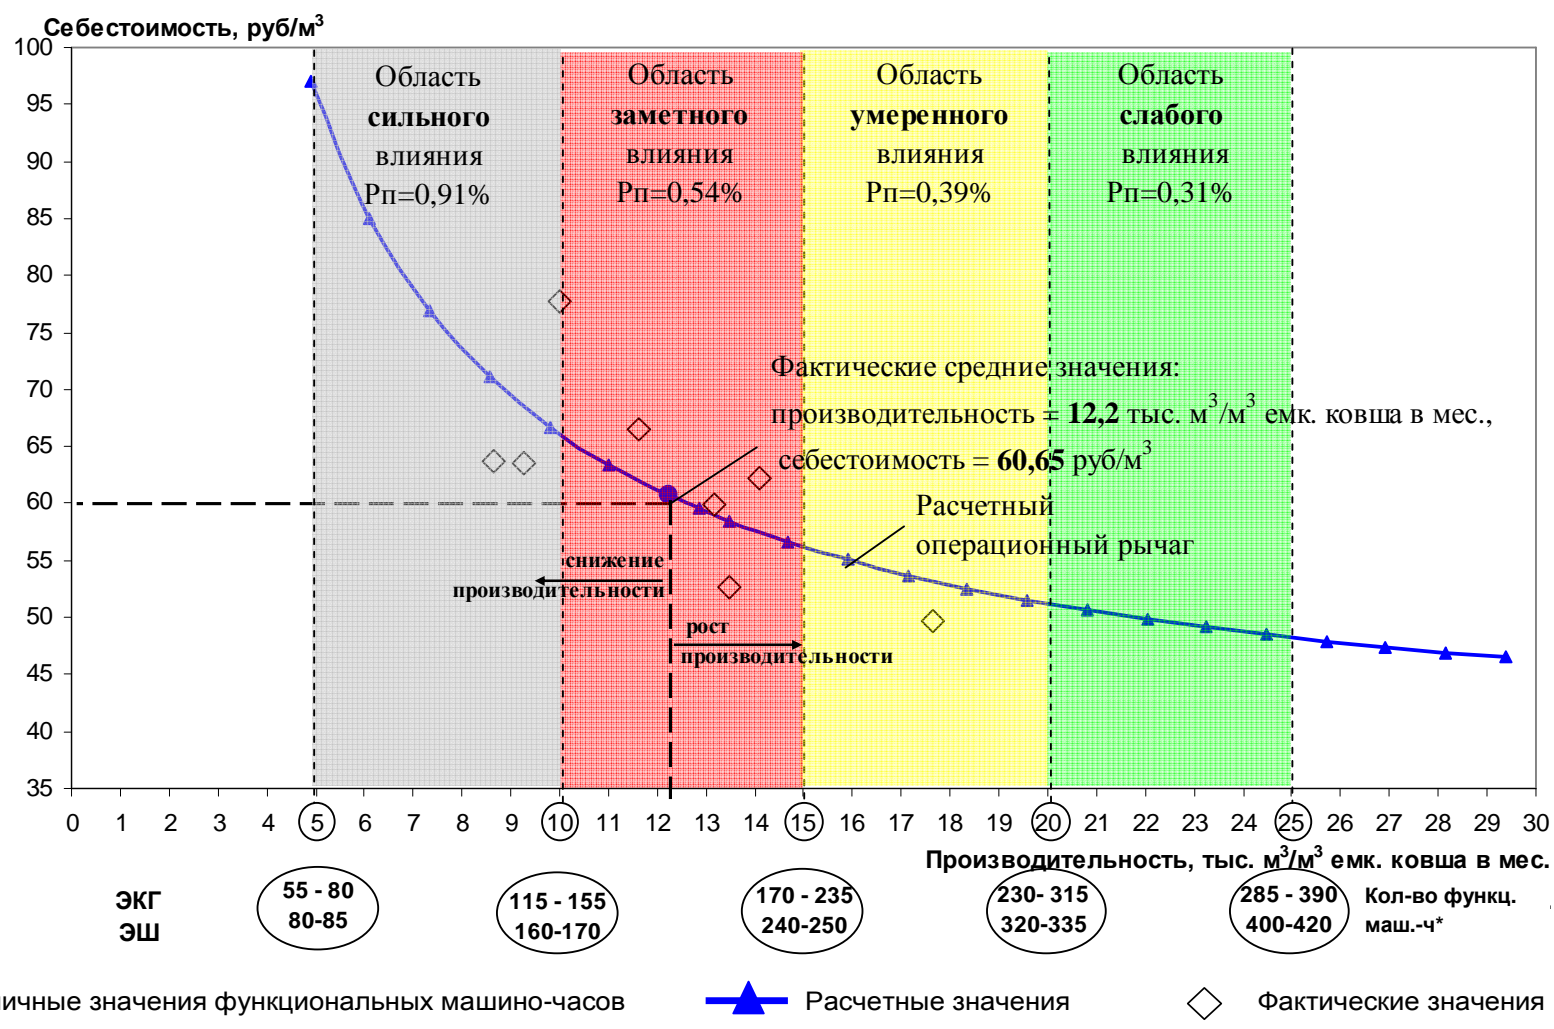 Себестоимость, руб/м³
100
95
90
85
80
75
70
65
60
55
50
45
40
35
Область
сильного
влияния
Рп=0,91%
Область
заметного
влияния
Рп=0,54%
Область
умеренного
влияния
Рп=0,39%
Область
слабого
влияния
Рп=0,31%
Фактические средние значения:
производительность = 12,2 тыс. м³/м³ емк. ковша в мес.,
себестоимость = 60,65 руб/м³
Расчетный
операционный рычаг
снижение
производительности
рост
производительности
0 1 2 3 4 5 6 7 8 9 10 11 12 13 14 15 16 17 18 19 20 21 22 23 24 25 26 27 28 29 30
Производительность, тыс. м³/м³ емк. ковша в мес.
ЭКГ
ЭШ
55 - 80
80-85
115 - 155
160-170
170 - 235
240-250
230- 315
320-335
285 - 390
400-420
Кол-во функц.
маш.-ч*
значения функциональных машино-часов
Расчетные значения
Фактические значения